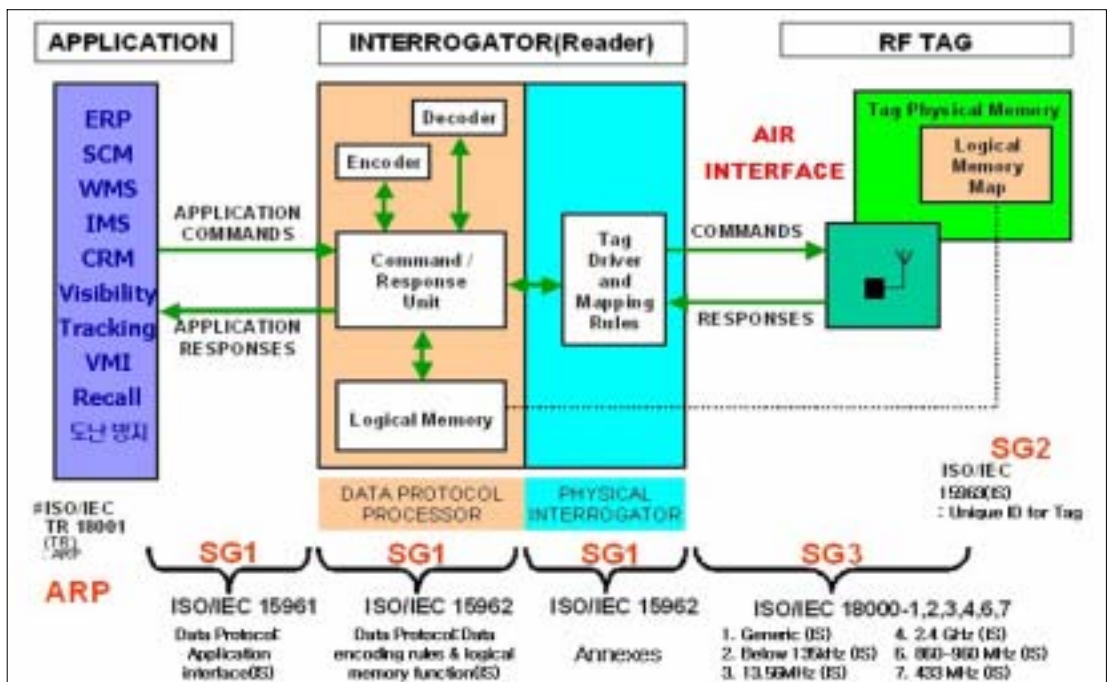 APPLICATION
INTERROGATOR(Reader)
RF TAG
ERP
SCM
WMS
IMS
CRM
Visibility
Tracking
VMI
Recall
도난 방지
APPLICATION
COMMANDS
APPLICATION
RESPONSES
Decoder
Encoder
Command /
Response
Unit
Logical Memory
Tag
Driver
and
Mapping
Rules
AIR
INTERFACE
COMMANDS
RESPONSES
Tag Physical Memory
Logical
Memory
Map
DATA PROTOCOL
PROCESSOR
PHYSICAL
INTERROGATOR
SG2
ISO/IEC
15963(IS)
: Unique ID for Tag
#ISO/IEC
TR 18001
(TR)
: ARP
ARP
SG1
SG1
SG1
SG3
ISO/IEC 15961
Data Protocol:
Application
interface(IS)
ISO/IEC 15962
Data Protocol:Data
encoding rules & logical
memory function(IS)
ISO/IEC 15962
Annexes
ISO/IEC 18000-1,2,3,4,6,7
1. Generic (IS)
2. Below 135kHz (IS)
3. 13.56MHz (IS)
4. 2.4 GHz (IS)
6. 860-960 MHz (IS)
7. 433 MHz (IS)